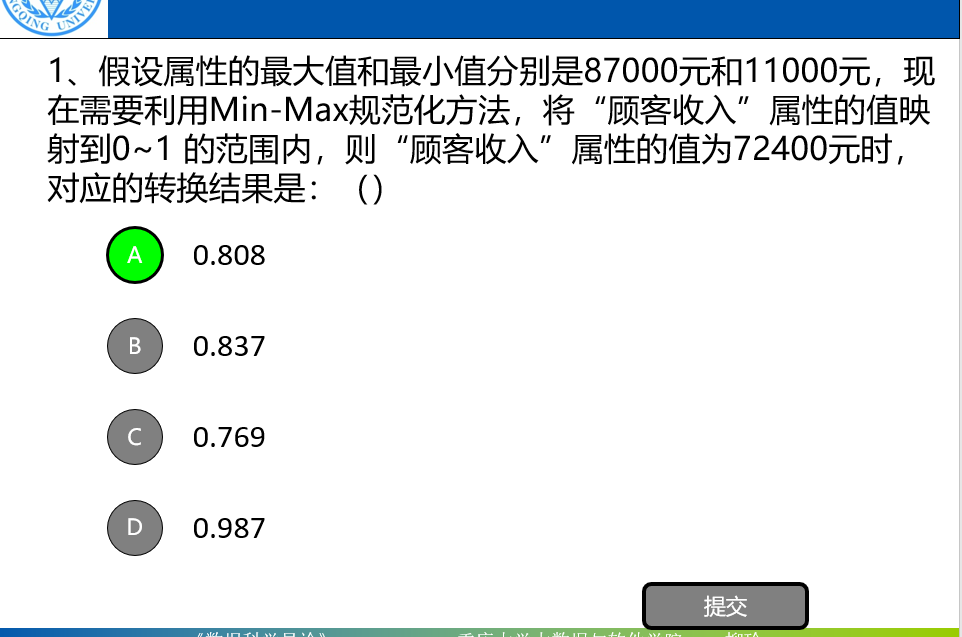 NGOING UNIVER
1、假设属性的最大值和最小值分别是87000元和11000元，现
在需要利用Min-Max规范化方法，将“顾客收入”属性的值映
射到0~1 的范围内，则“顾客收入”属性的值为72400元时，
对应的转换结果是：（）
A 0.808
B 0.837
C 0.769
D 0.987
提交